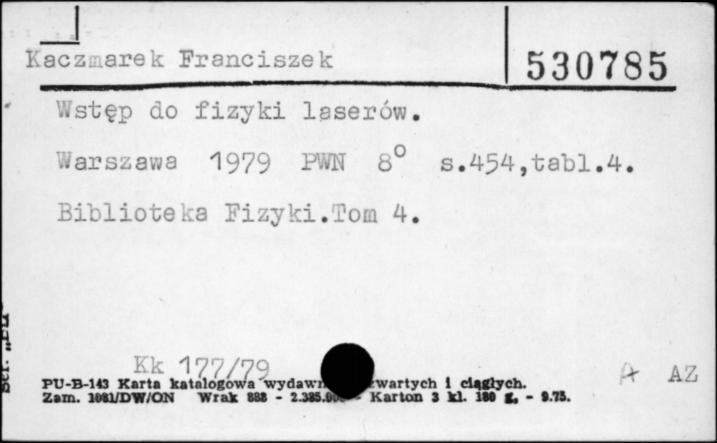 Kaczmarek Franciszek
530785
Wstęp do fizyki laserów.
Warszawa 1979 PWN 8° s.454,tabl.4.
Biblioteka Fizyki.Tom 4.
Kk 177/79
A AZ
PU-B-143 Karta katalogowa wydawn wartych i ciągłych.
Zam. 1081/DW/ON Wrak 888 - 2.385.00 - Karton 3 kl. 180 g. - 9.75.